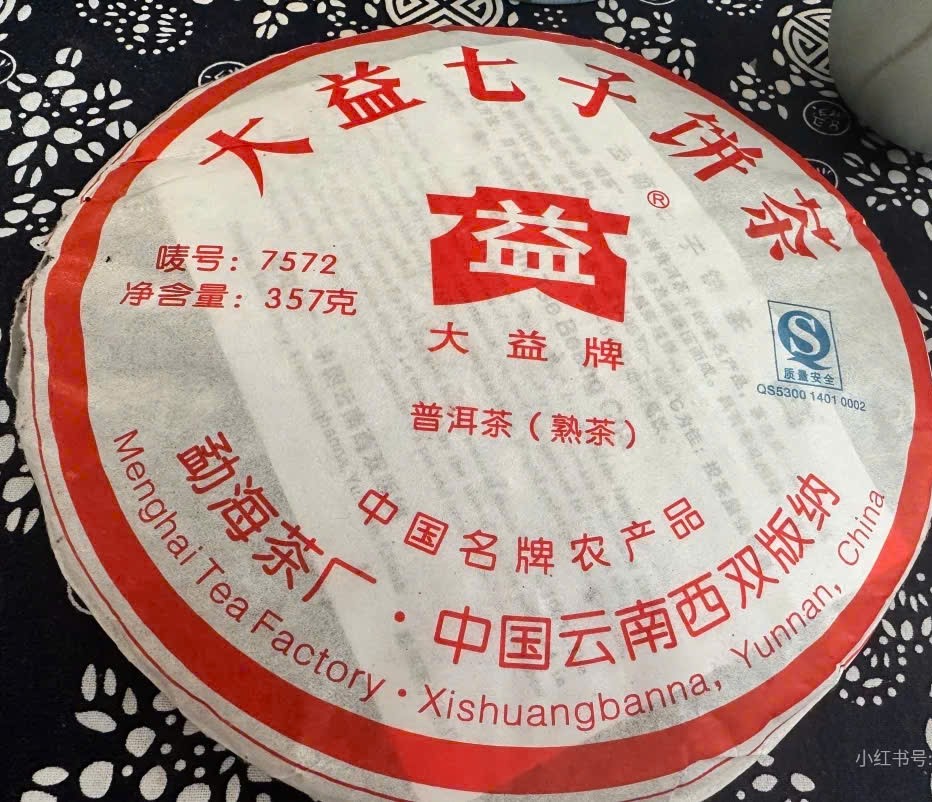 大益七子饼茶
益
®
大益牌
唛号：7572
净含量：357克
普洱茶（熟茶）
S
质量安全
QS5300 1401 0002
中国名牌农产品
勐海茶厂·中国云南西双版纳
Menghai Tea Factory·Xishuangbanna, Yunnan, China
小红书号: